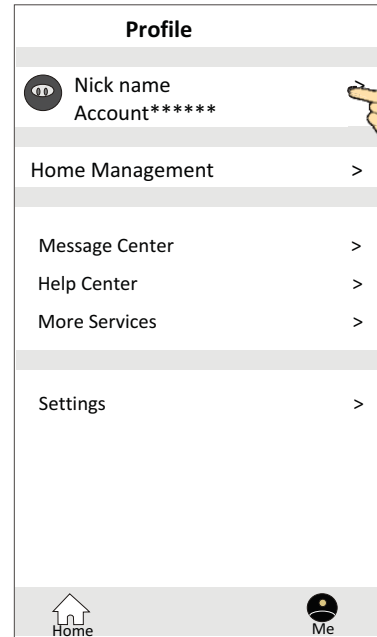 Profile
Nick name
>
Account******
Home Management >
Message Center >
Help Center >
More Services >
Settings >
Home
Me